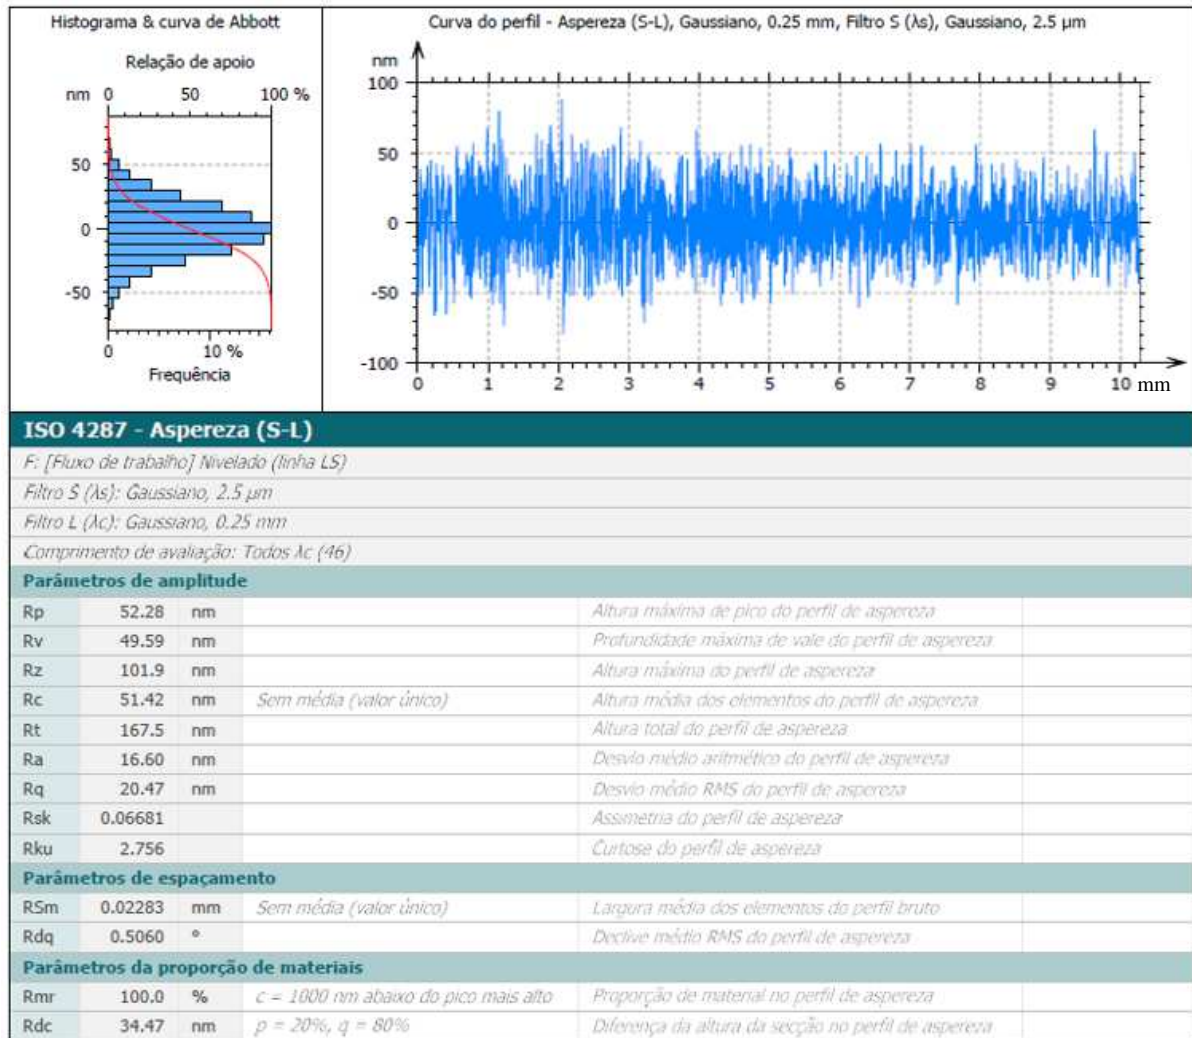 Histograma & curva de Abbott
Relação de apoio
nm 0 50 100 %
50
0
-50
0 10 %
Frequência
Curva do perfil - Aspereza (S-L), Gaussiano, 0.25 mm, Filtro S (λs), Gaussiano, 2.5 µm
nm
100
50
0
-50
-100
0 1 2 3 4 5 6 7 8 9 10 mm
ISO 4287 - Aspereza (S-L)
F: [Fluxo de trabalho] Nivelado (linha LS)
Filtro S (λs): Gaussiano, 2.5 µm
Filtro L (λc): Gaussiano, 0.25 mm
Comprimento de avaliação: Todos λc (46)
Parâmetros de amplitude
Rp 52.28 nm Altura máxima de pico do perfil de aspereza
Rv 49.59 nm Profundidade máxima de vale do perfil de aspereza
Rz 101.9 nm Altura máxima do perfil de aspereza
Rc 51.42 nm Sem média (valor único) Altura média dos elementos do perfil de aspereza
Rt 167.5 nm Altura total do perfil de aspereza
Ra 16.60 nm Desvio médio aritmético do perfil de aspereza
Rq 20.47 nm Desvio médio RMS do perfil de aspereza
Rsk 0.06681 Assimetria do perfil de aspereza
Rku 2.756 Curtose do perfil de aspereza
Parâmetros de espaçamento
RSm 0.02283 mm Sem média (valor único) Largura média dos elementos do perfil bruto
Rdq 0.5060 ° Declive médio RMS do perfil de aspereza
Parâmetros da proporção de materiais
Rmr 100.0 % c = 1000 nm abaixo do pico mais alto Proporção de material no perfil de aspereza
Rdc 34.47 nm p = 20%, q = 80% Diferença da altura da secção no perfil de aspereza